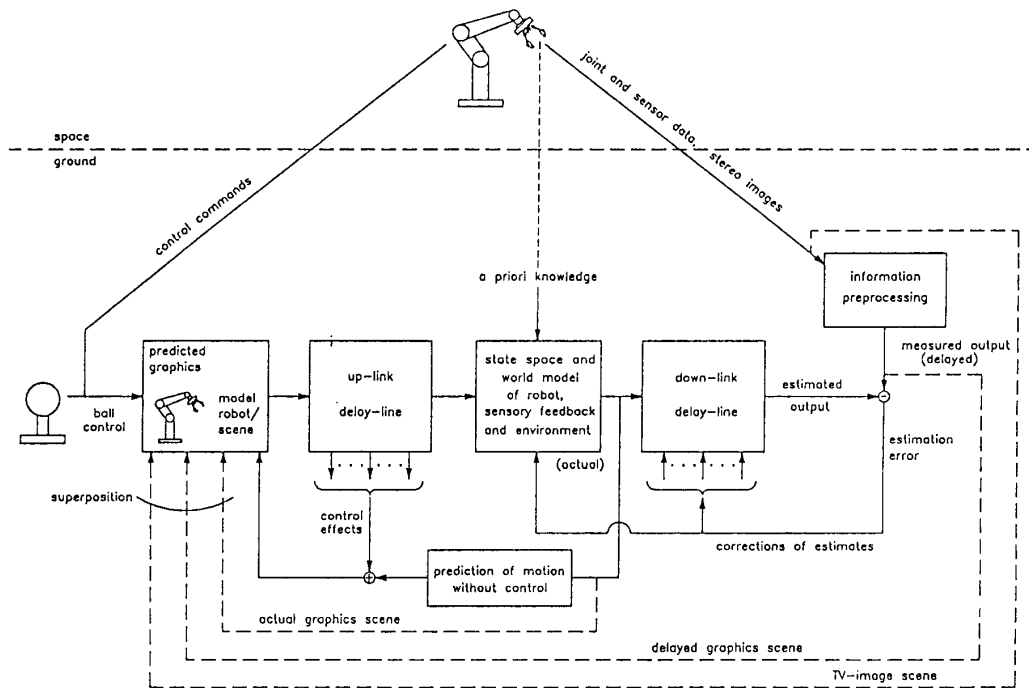 space
ground
control commands
joint and sensor data,
stereo images
a priori knowledge
information
preprocessing
measured output
(delayed)
predicted
graphics
model
robot/
scene
ball
control
up-link
deloy-line
state space and
world model
of robot,
sensory feedback
and environment
(actual)
down-link
delay-line
estimated
output
estimation
error
superposition
control
effects
corrections of estimates
prediction of motion
without control
actual graphics scene
delayed graphics scene
TV-image scene